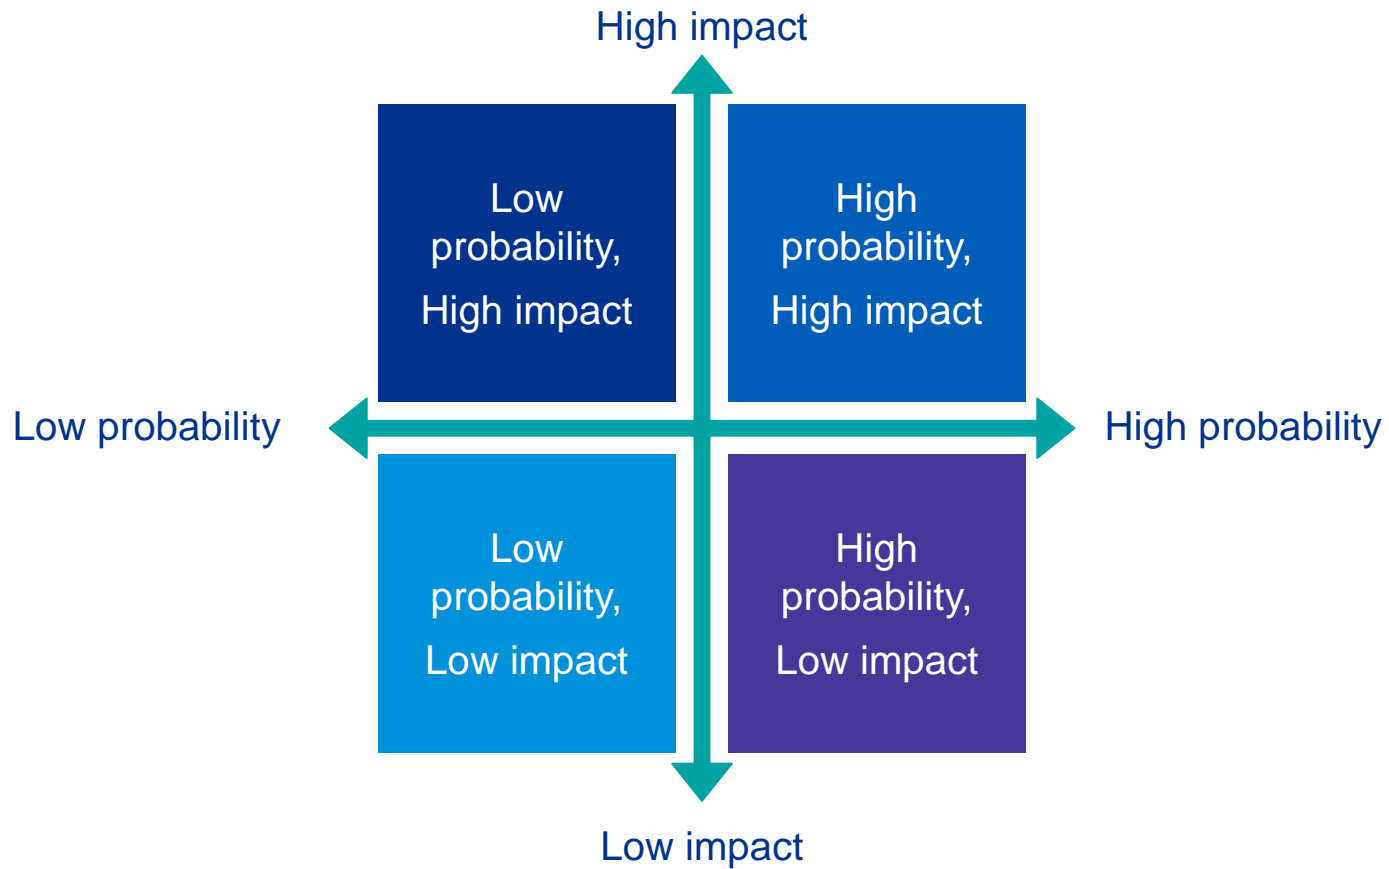 High impact
Low
probability,
High impact
High
probability,
High impact
Low probability
High probability
Low
probability,
Low impact
High
probability,
Low impact
Low impact